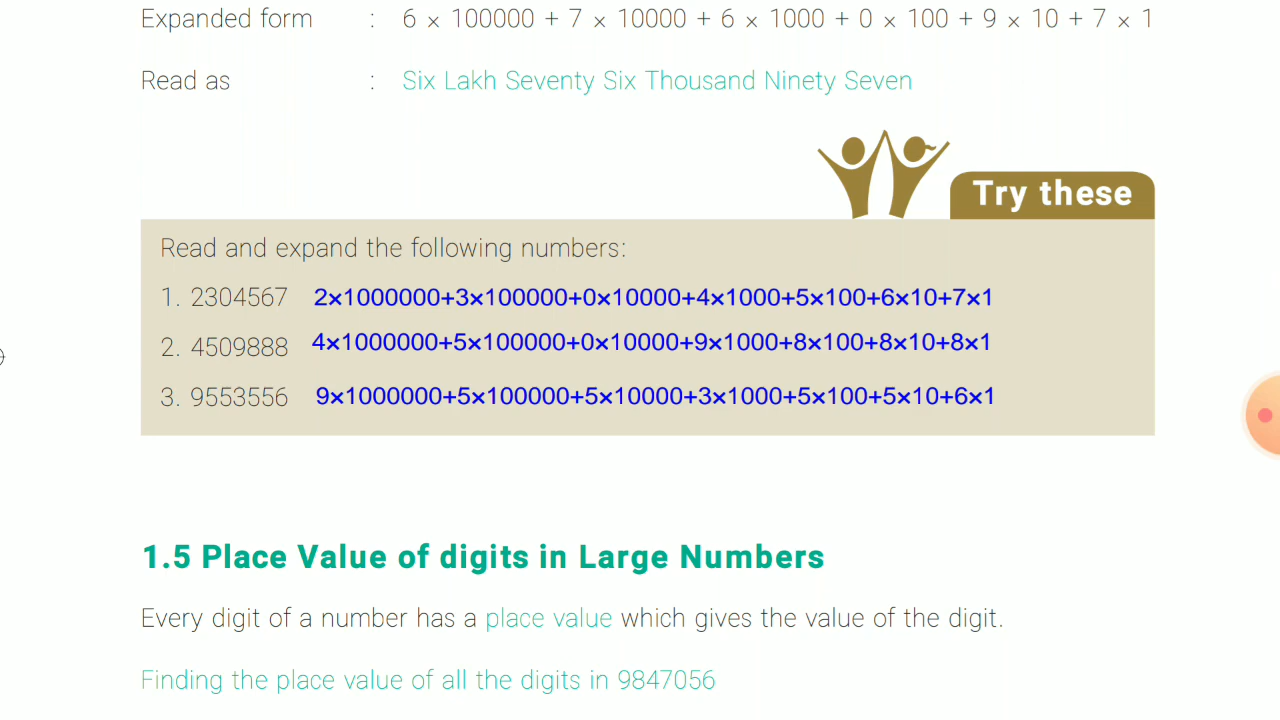 Expanded form : 6 × 100000 + 7 × 10000 + 6 × 1000 + 0 × 100 + 9 × 10 + 7 × 1
Read as : Six Lakh Seventy Six Thousand Ninety Seven
Try these
Read and expand the following numbers:
1. 2304567 2×1000000+3×100000+0×10000+4×1000+5×100+6×10+7×1
2. 4509888 4×1000000+5×100000+0×10000+9×1000+8×100+8×10+8×1
3. 9553556 9×1000000+5×100000+5×10000+3×1000+5×100+5×10+6×1
1.5 Place Value of digits in Large Numbers
Every digit of a number has a place value which gives the value of the digit.
Finding the place value of all the digits in 9847056